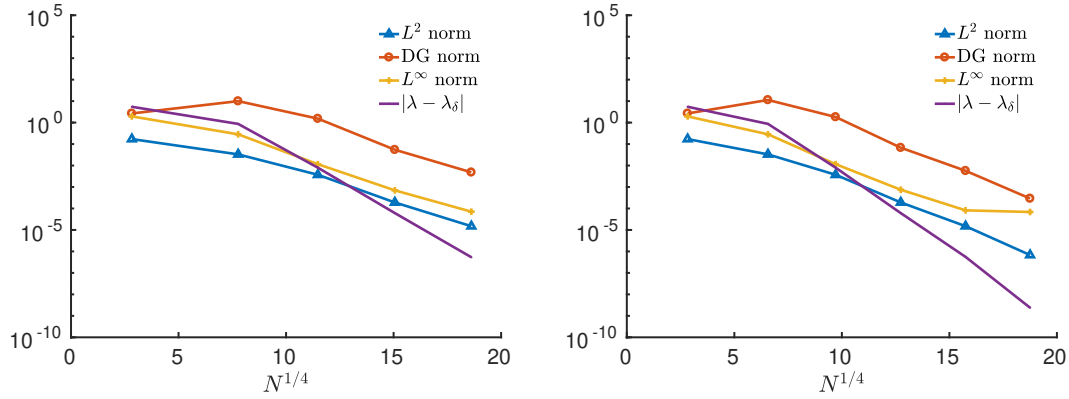 10^5
10^0
10^-5
10^-10
0 5 10 15 20
N^1/4
L^2 norm
DG norm
L^∞ norm
|λ − λ_δ|
10^5
10^0
10^-5
10^-10
0 5 10 15 20
N^1/4
L^2 norm
DG norm
L^∞ norm
|λ − λ_δ|